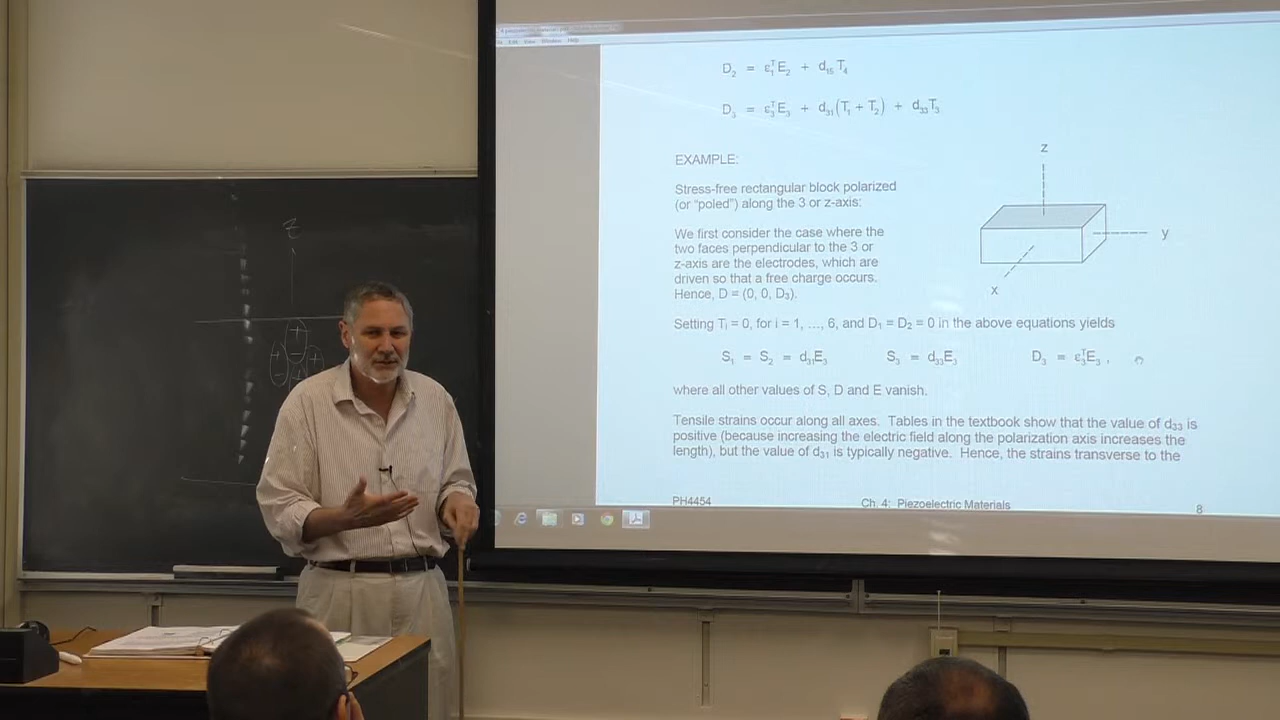 z
D₂ = ε₁ᵀE₂ + d₁₅T₄
D₃ = ε₃ᵀE₃ + d₃₁(T₁ + T₂) + d₃₃T₃
EXAMPLE:
Stress-free rectangular block polarized
(or "poled") along the 3 or z-axis:
We first consider the case where the
two faces perpendicular to the 3 or
z-axis are the electrodes, which are
driven so that a free charge occurs.
Hence, D = (0, 0, D₃).
z
y
x
Setting Tᵢ = 0, for i = 1, …, 6, and D₁ = D₂ = 0 in the above equations yields
S₁ = S₂ = d₃₁E₃ S₃ = d₃₃E₃ D₃ = ε₃ᵀE₃ ,
where all other values of S, D and E vanish.
Tensile strains occur along all axes. Tables in the textbook show that the value of d₃₃ is
positive (because increasing the electric field along the polarization axis increases the
length), but the value of d₃₁ is typically negative. Hence, the strains transverse to the
PH4454 Ch. 4: Piezoelectric Materials 8